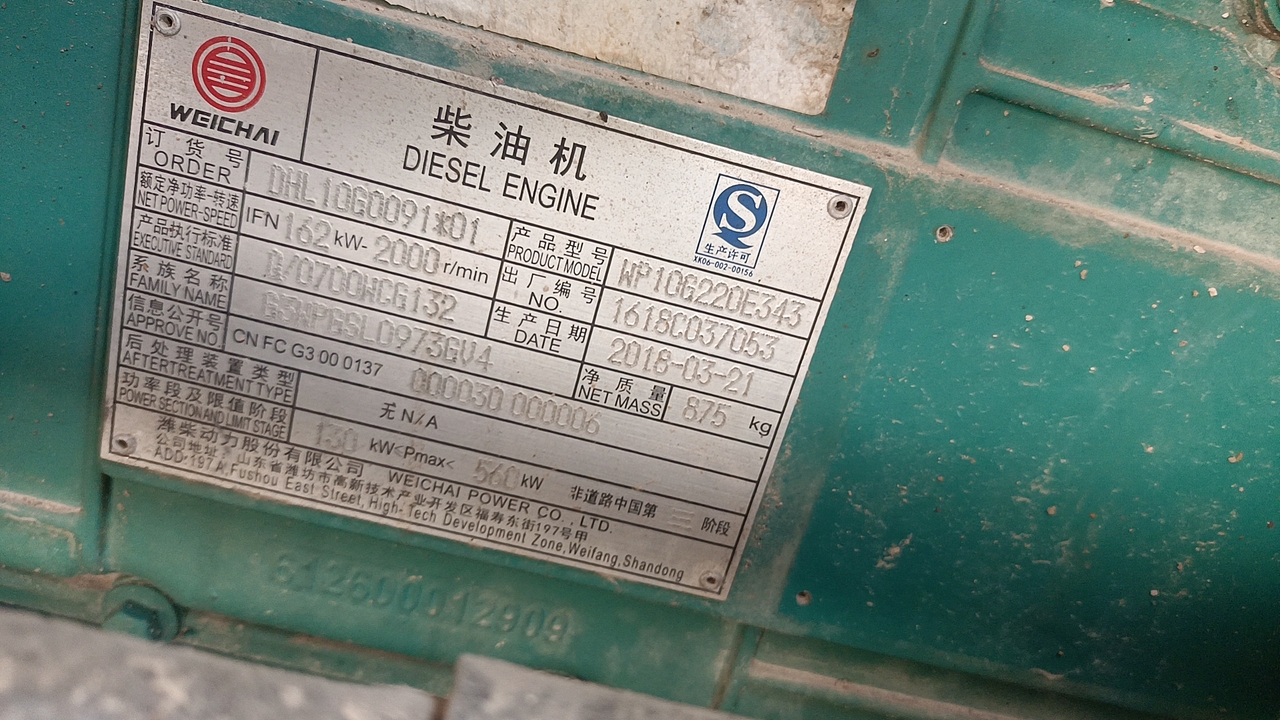 WEICHAI
柴油机
DIESEL ENGINE
生产许可
XK06-002-00156
订货号
ORDER
DHL10G0091*01
产品型号
PRODUCT MODEL
WP10G220E343
额定净功率-转速
NET POWER-SPEED
IFN 162 kW- 2000 r/min
出厂编号
NO.
1618C037053
产品执行标准
EXECUTIVE STANDARD
/0700WCG132
生产日期
DATE
2018-03-21
系族名称
FAMILY NAME
G3WPGSL0973GV4
净质量
NET MASS
875 kg
信息公开号
APPROVE NO.
CN FC G3 00 0137 000030 000006
后处理装置类型
AFTERTREATMENT TYPE
无 N/A
功率段及限值阶段
POWER SECTION AND LIMIT STAGE
130 kW<Pmax< 560 kW 非道路中国第 三 阶段
潍柴动力股份有限公司 WEICHAI POWER CO., LTD.
公司地址：山东省潍坊市高新技术产业开发区福寿东街197号甲
ADD:197 A,Fushou East Street, High-Tech Development Zone,Weifang,Shandong
612600012909